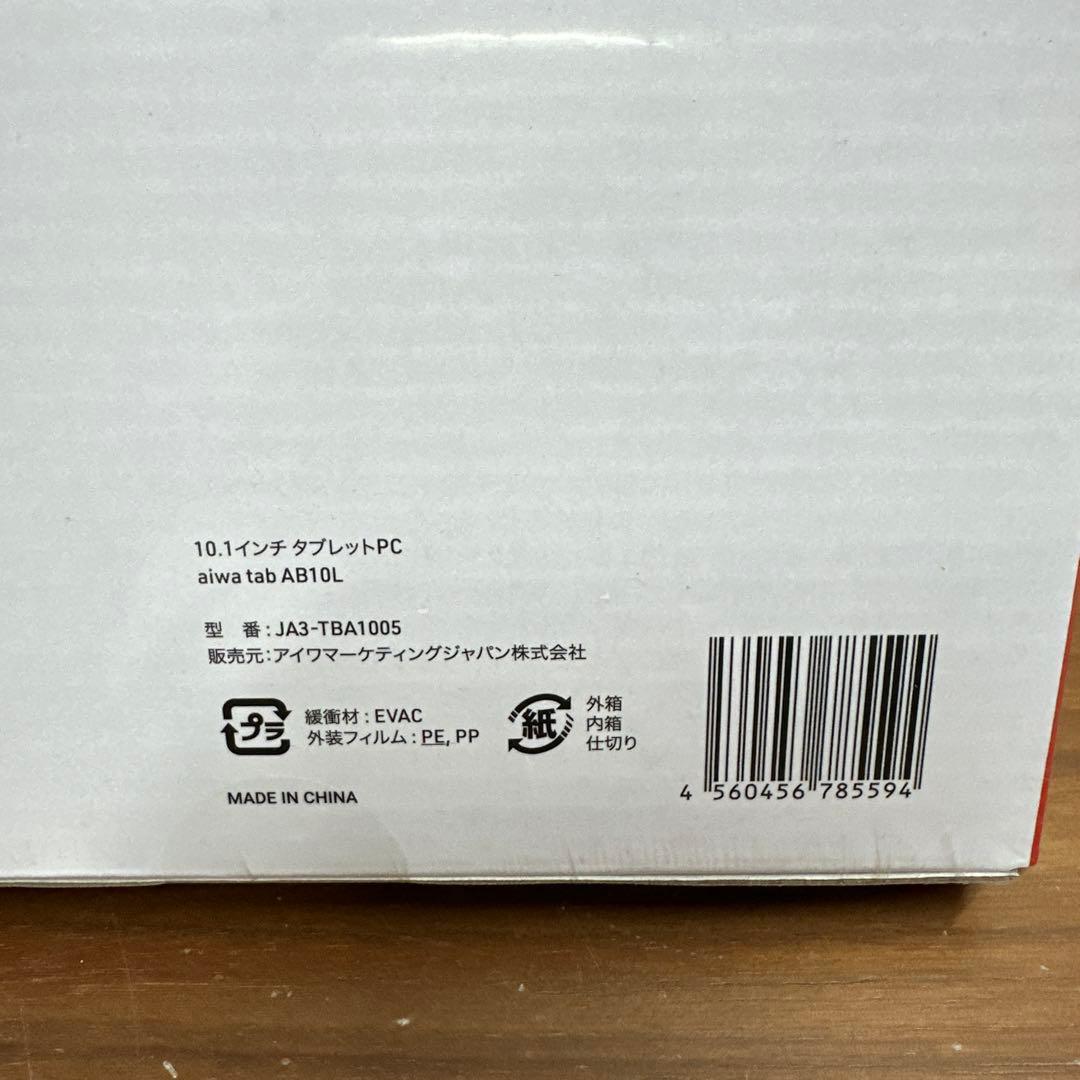 10.1インチ タブレットPC
aiwa tab AB10L
型　番：JA3-TBA1005
販売元：アイワマーケティングジャパン株式会社
プラ
緩衝材：EVAC
外装フィルム：PE, PP
紙
外箱
内箱
仕切り
MADE IN CHINA
4 560456 785594